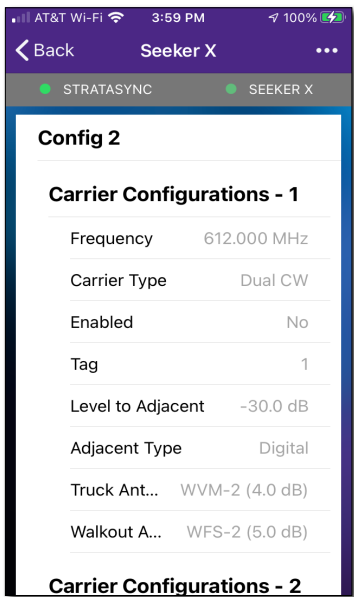 AT&T Wi-Fi 3:59 PM 100%
Back Seeker X •••
STRATASYNC SEEKER X
Config 2
Carrier Configurations - 1
Frequency 612.000 MHz
Carrier Type Dual CW
Enabled No
Tag 1
Level to Adjacent -30.0 dB
Adjacent Type Digital
Truck Ant... WVM-2 (4.0 dB)
Walkout A... WFS-2 (5.0 dB)
Carrier Configurations - 2